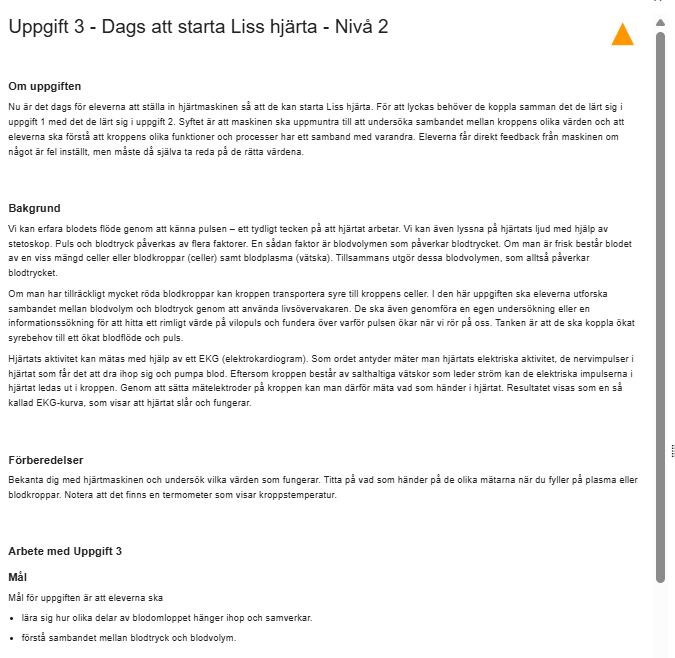 Uppgift 3 - Dags att starta Liss hjärta - Nivå 2
Om uppgiften
Nu är det dags för eleverna att ställa in hjärtmaskinen så att de kan starta Liss hjärta. För att lyckas behöver de koppla samman det de lärt sig i
uppgift 1 med det de lärt sig i uppgift 2. Syftet är att maskinen ska uppmuntra till att undersöka sambandet mellan kroppens olika värden och att
eleverna ska förstå att kroppens olika funktioner och processer har ett samband med varandra. Eleverna får direkt feedback från maskinen om
något är fel inställt, men måste då själva ta reda på de rätta värdena.
Bakgrund
Vi kan erfara blodets flöde genom att känna pulsen – ett tydligt tecken på att hjärtat arbetar. Vi kan även lyssna på hjärtats ljud med hjälp av
stetoskop. Puls och blodtryck påverkas av flera faktorer. En sådan faktor är blodvolymen som påverkar blodtrycket. Om man är frisk består blodet
av en viss mängd celler eller blodkroppar (celler) samt blodplasma (vätska). Tillsammans utgör dessa blodvolymen, som alltså påverkar
blodtrycket.
Om man har tillräckligt mycket röda blodkroppar kan kroppen transportera syre till kroppens celler. I den här uppgiften ska eleverna utforska
sambandet mellan blodvolym och blodtryck genom att använda livsövervakaren. De ska även genomföra en egen undersökning eller en
informationssökning för att hitta ett rimligt värde på vilopuls och fundera över varför pulsen ökar när vi rör på oss. Tanken är att de ska koppla ökat
syrebehov till ett ökat blodflöde och puls.
Hjärtats aktivitet kan mätas med hjälp av ett EKG (elektrokardiogram). Som ordet antyder mäter man hjärtats elektriska aktivitet, de nervimpulser i
hjärtat som får det att dra ihop sig och pumpa blod. Eftersom kroppen består av salthaltiga vätskor som leder ström kan de elektriska impulserna i
hjärtat ledas ut i kroppen. Genom att sätta mätelektroder på kroppen kan man därför mäta vad som händer i hjärtat. Resultatet visas som en så
kallad EKG-kurva, som visar att hjärtat slår och fungerar.
Förberedelser
Bekanta dig med hjärtmaskinen och undersök vilka värden som fungerar. Titta på vad som händer på de olika mätarna när du fyller på plasma eller
blodkroppar. Notera att det finns en termometer som visar kroppstemperatur.
Arbete med Uppgift 3
Mål
Mål för uppgiften är att eleverna ska
• lära sig hur olika delar av blodomloppet hänger ihop och samverkar.
• förstå sambandet mellan blodtryck och blodvolym.